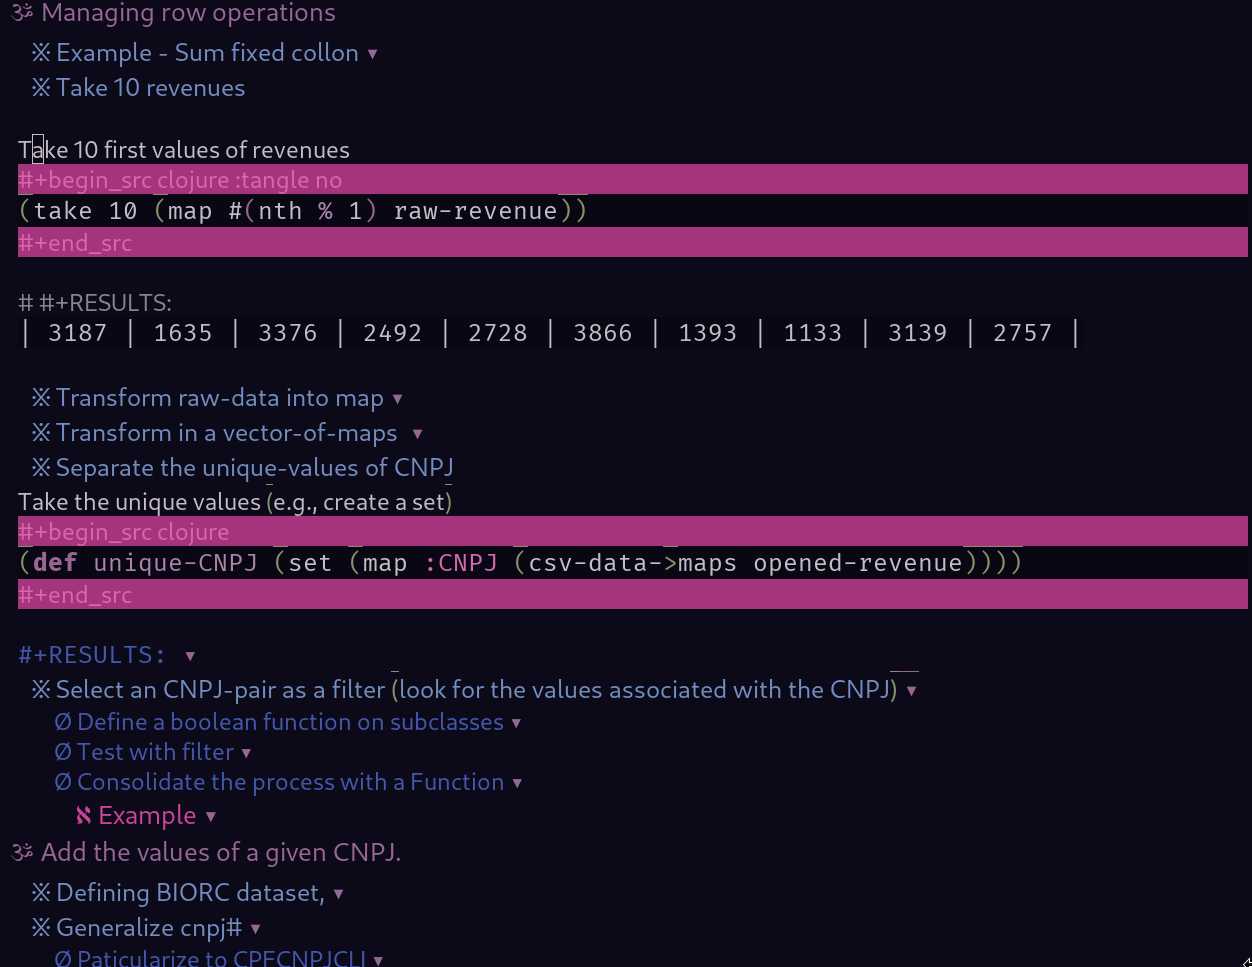 ॐ Managing row operations
※ Example - Sum fixed collon ▾
※ Take 10 revenues
Take 10 first values of revenues
#+begin_src clojure :tangle no
(take 10 (map #(nth % 1) raw-revenue))
#+end_src
# #+RESULTS:
| 3187 | 1635 | 3376 | 2492 | 2728 | 3866 | 1393 | 1133 | 3139 | 2757 |
※ Transform raw-data into map ▾
※ Transform in a vector-of-maps ▾
※ Separate the unique-values of CNPJ
Take the unique values (e.g., create a set)
#+begin_src clojure
(def unique-CNPJ (set (map :CNPJ (csv-data->maps opened-revenue))))
#+end_src
#+RESULTS: ▾
※ Select an CNPJ-pair as a filter (look for the values associated with the CNPJ) ▾
Ø Define a boolean function on subclasses ▾
Ø Test with filter ▾
Ø Consolidate the process with a Function ▾
ℵ Example ▾
ॐ Add the values of a given CNPJ.
※ Defining BIORC dataset, ▾
※ Generalize cnpj# ▾
Ø Paticularize to CPFCNPJCLI ▾